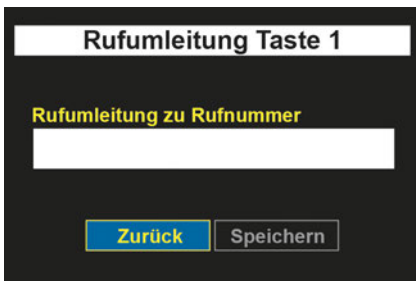 Rufumleitung Taste 1
Rufumleitung zu Rufnummer
Zurück Speichern